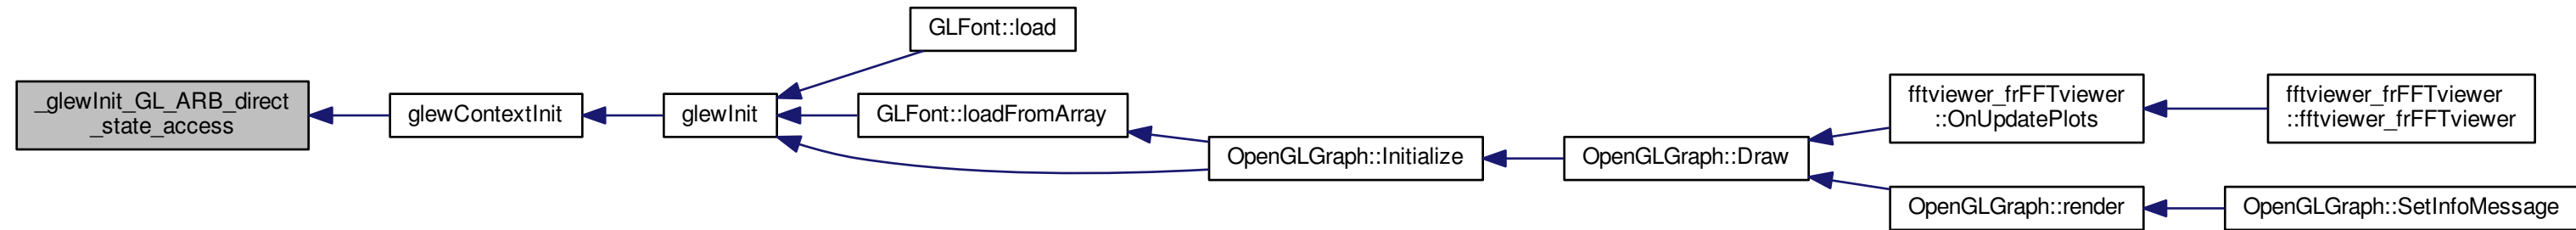 _glewInit_GL_ARB_direct
_state_access
glewContextInit
glewInit
GLFont::load
GLFont::loadFromArray
OpenGLGraph::Initialize
OpenGLGraph::Draw
fftviewer_frFFTviewer
::OnUpdatePlots
fftviewer_frFFTviewer
::fftviewer_frFFTviewer
OpenGLGraph::render
OpenGLGraph::SetInfoMessage